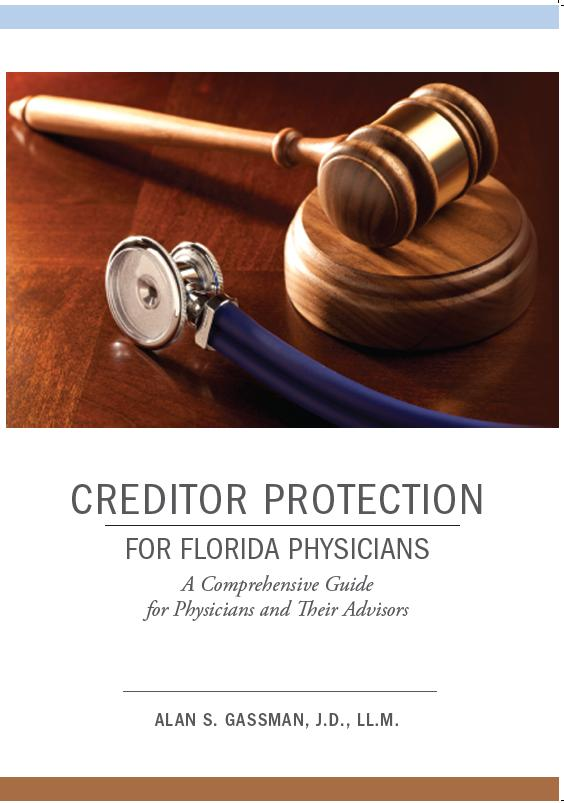 CREDITOR PROTECTION
FOR FLORIDA PHYSICIANS
A Comprehensive Guide
for Physicians and Their Advisors
ALAN S. GASSMAN, J.D., LL.M.